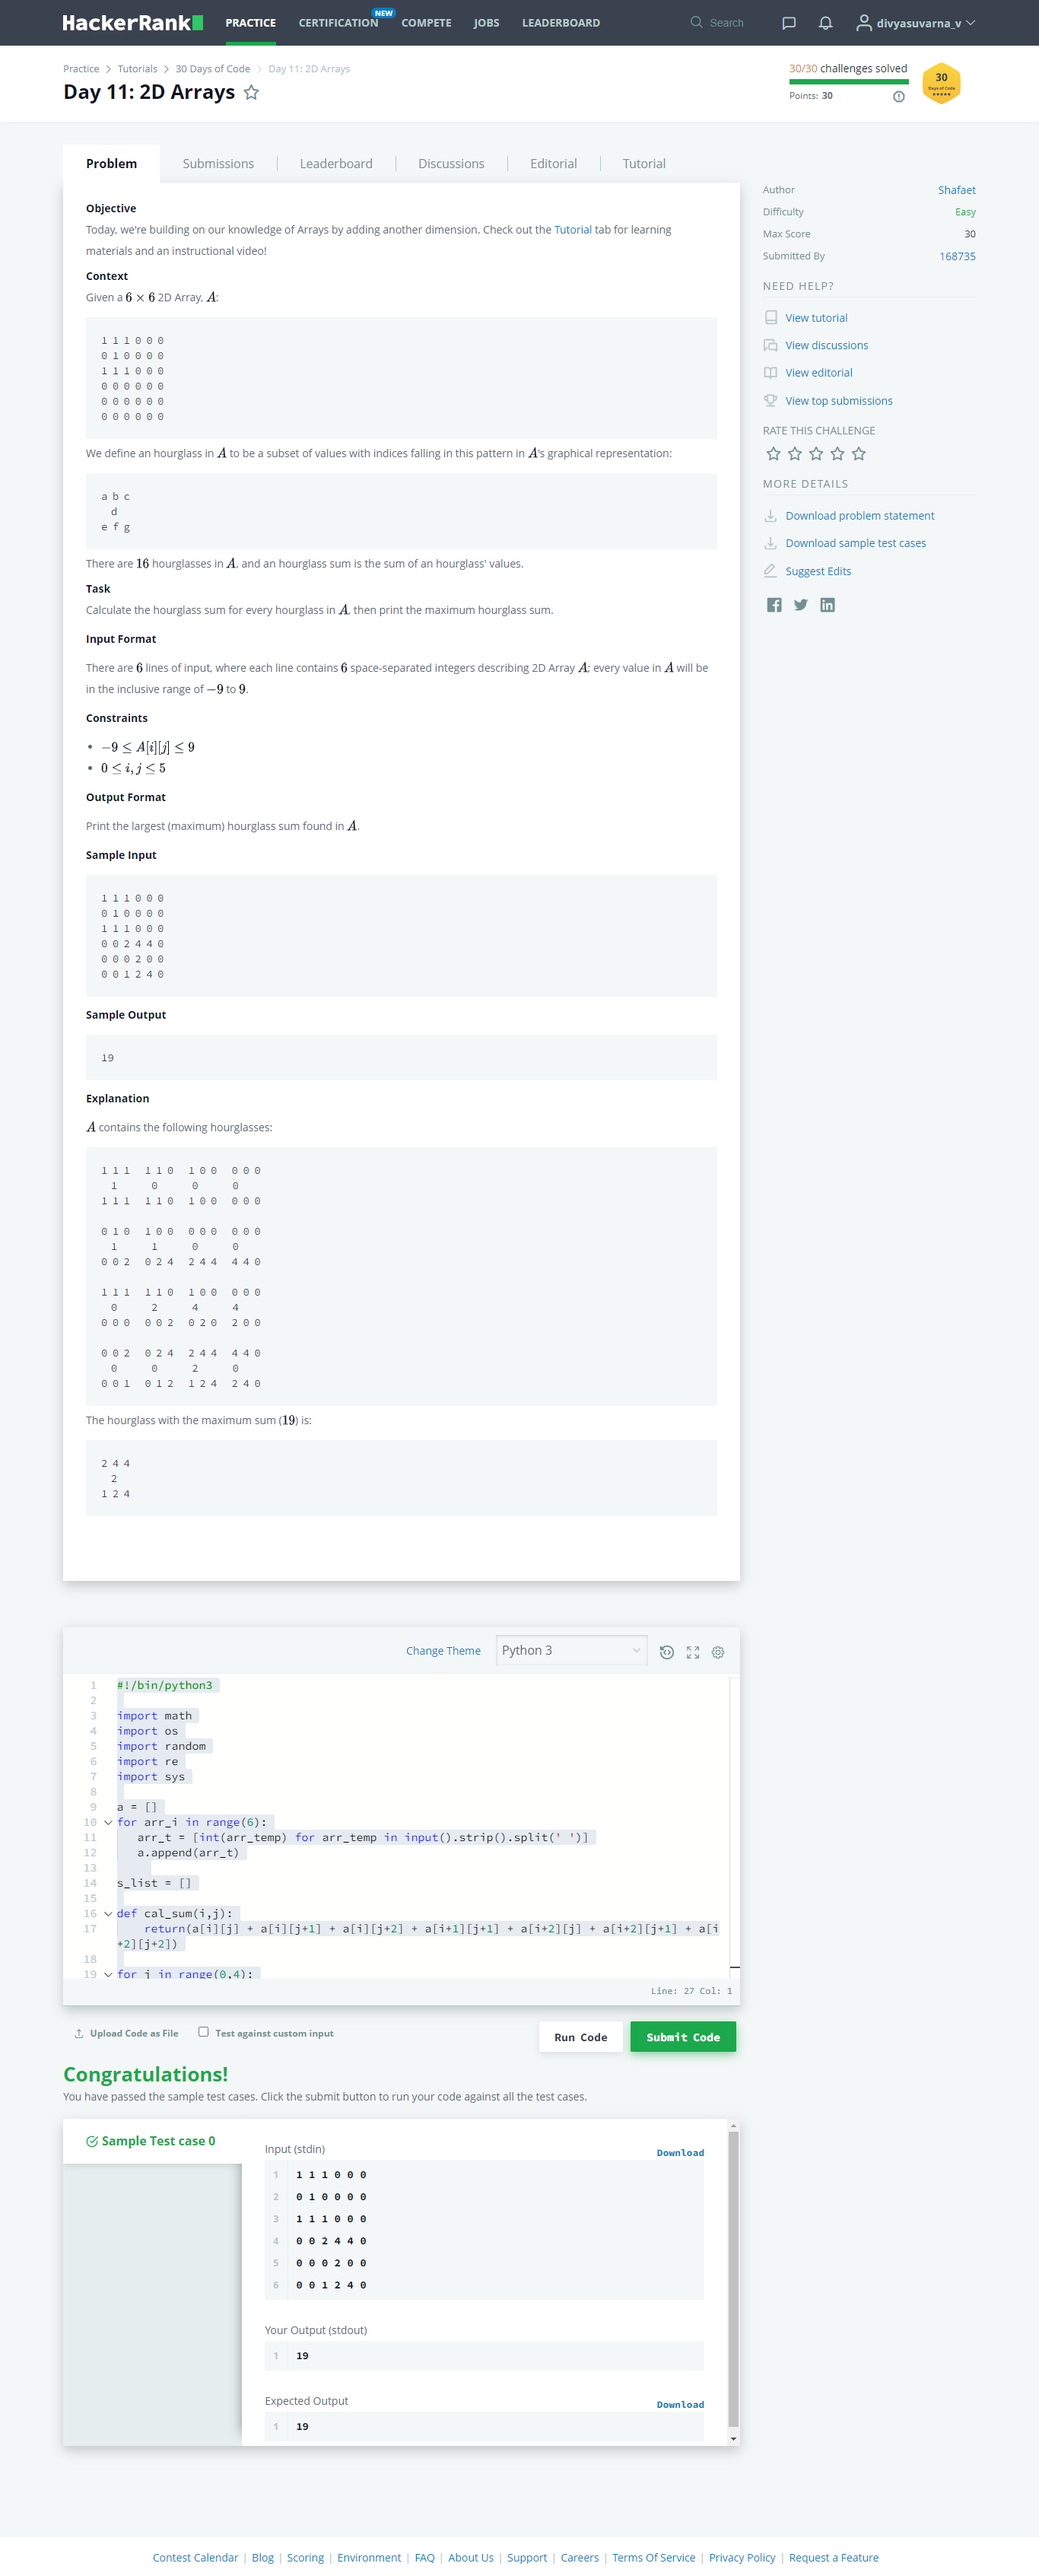 HackerRank
PRACTICE
CERTIFICATION
NEW
COMPETE
JOBS
LEADERBOARD
Search
divyasuvarna_v
Practice > Tutorials > 30 Days of Code > Day 11: 2D Arrays
Day 11: 2D Arrays
30/30 challenges solved
Points: 30
30
Days of Code
Problem
Submissions
Leaderboard
Discussions
Editorial
Tutorial
Objective
Today, we're building on our knowledge of Arrays by adding another dimension. Check out the Tutorial tab for learning
materials and an instructional video!
Context
Given a 6 × 6 2D Array, A:
1 1 1 0 0 0
0 1 0 0 0 0
1 1 1 0 0 0
0 0 0 0 0 0
0 0 0 0 0 0
0 0 0 0 0 0
We define an hourglass in A to be a subset of values with indices falling in this pattern in A's graphical representation:
a b c
d
e f g
There are 16 hourglasses in A, and an hourglass sum is the sum of an hourglass' values.
Task
Calculate the hourglass sum for every hourglass in A, then print the maximum hourglass sum.
Input Format
There are 6 lines of input, where each line contains 6 space-separated integers describing 2D Array A; every value in A will be
in the inclusive range of −9 to 9.
Constraints
• −9 ≤ A[i][j] ≤ 9
• 0 ≤ i, j ≤ 5
Output Format
Print the largest (maximum) hourglass sum found in A.
Sample Input
1 1 1 0 0 0
0 1 0 0 0 0
1 1 1 0 0 0
0 0 2 4 4 0
0 0 0 2 0 0
0 0 1 2 4 0
Sample Output
19
Explanation
A contains the following hourglasses:
1 1 1   1 1 0   1 0 0   0 0 0
1       0       0       0
1 1 1   1 1 0   1 0 0   0 0 0
0 1 0   1 0 0   0 0 0   0 0 0
1       1       0       0
0 0 2   0 2 4   2 4 4   4 4 0
1 1 1   1 1 0   1 0 0   0 0 0
0       2       4       4
0 0 0   0 0 2   0 2 0   2 0 0
0 0 2   0 2 4   2 4 4   4 4 0
0       0       2       0
0 0 1   0 1 2   1 2 4   2 4 0
The hourglass with the maximum sum (19) is:
2 4 4
2
1 2 4
Author Shafaet
Difficulty Easy
Max Score 30
Submitted By 168735
NEED HELP?
View tutorial
View discussions
View editorial
View top submissions
RATE THIS CHALLENGE
MORE DETAILS
Download problem statement
Download sample test cases
Suggest Edits
Change Theme
Python 3
1 #!/bin/python3
2
3 import math
4 import os
5 import random
6 import re
7 import sys
8
9 a = []
10 for arr_i in range(6):
11 arr_t = [int(arr_temp) for arr_temp in input().strip().split(' ')]
12 a.append(arr_t)
13
14 s_list = []
15
16 def cal_sum(i,j):
17 return(a[i][j] + a[i][j+1] + a[i][j+2] + a[i+1][j+1] + a[i+2][j] + a[i+2][j+1] + a[i
+2][j+2])
18
19 for i in range(0,4):
Line: 27 Col: 1
Upload Code as File
Test against custom input
Run Code
Submit Code
Congratulations!
You have passed the sample test cases. Click the submit button to run your code against all the test cases.
Sample Test case 0
Input (stdin)
Download
1 1 1 1 0 0 0
2 0 1 0 0 0 0
3 1 1 1 0 0 0
4 0 0 2 4 4 0
5 0 0 0 2 0 0
6 0 0 1 2 4 0
Your Output (stdout)
1 19
Expected Output
Download
1 19
Contest Calendar | Blog | Scoring | Environment | FAQ | About Us | Support | Careers | Terms Of Service | Privacy Policy | Request a Feature